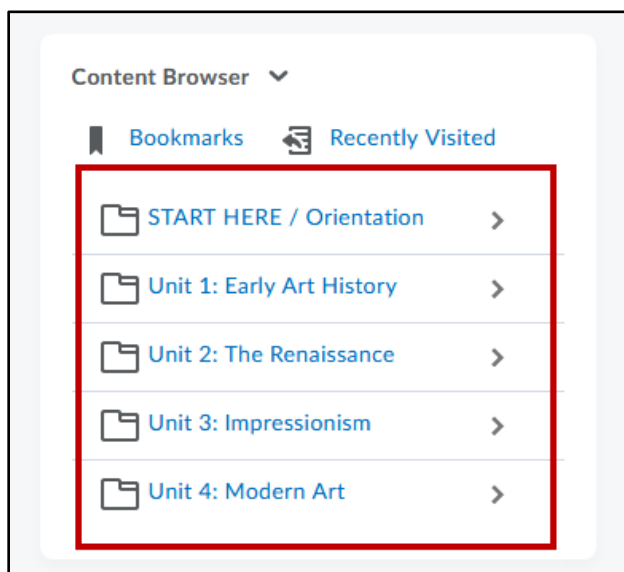 Content Browser
Bookmarks Recently Visited
START HERE / Orientation
Unit 1: Early Art History
Unit 2: The Renaissance
Unit 3: Impressionism
Unit 4: Modern Art